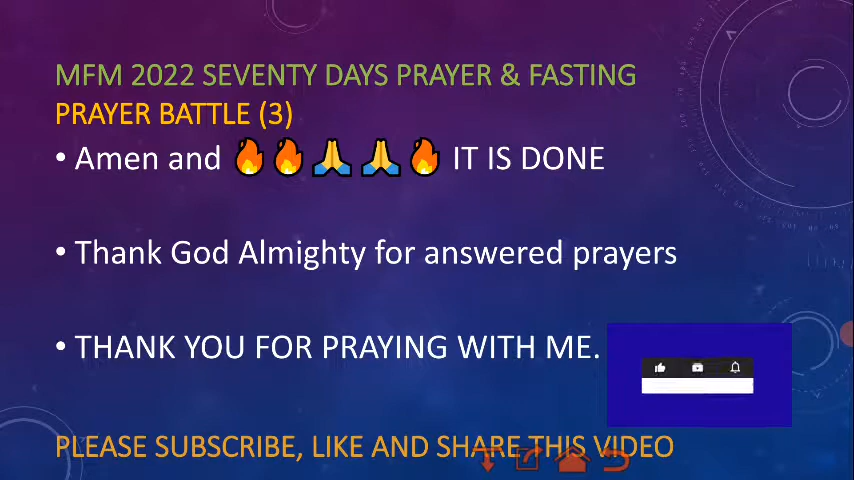 MFM 2022 SEVENTY DAYS PRAYER & FASTING
PRAYER BATTLE (3)
• Amen and 🔥🔥🙏🙏🔥 IT IS DONE
• Thank God Almighty for answered prayers
• THANK YOU FOR PRAYING WITH ME.
PLEASE SUBSCRIBE, LIKE AND SHARE THIS VIDEO